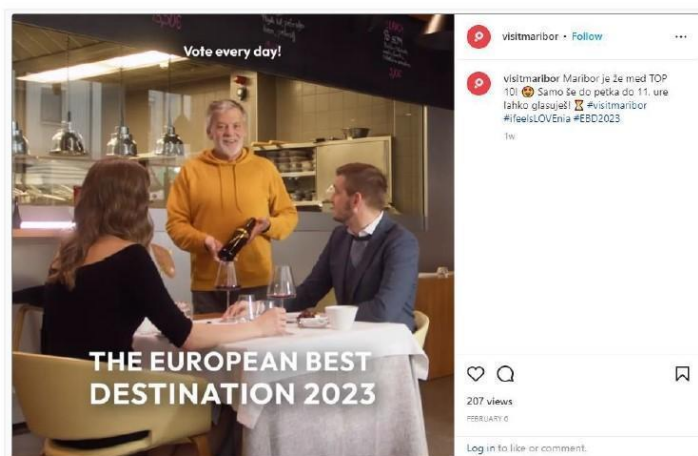 Vote every day!
THE EUROPEAN BEST
DESTINATION 2023
visitmaribor • Follow
visitmaribor Maribor je že med TOP
10! 😍 Samo še do petka do 11. ure
lahko glasuješ! ⏳ #visitmaribor
#ifeelsLOVEnia #EBD2023
1w
207 views
FEBRUARY 6
Log in to like or comment.